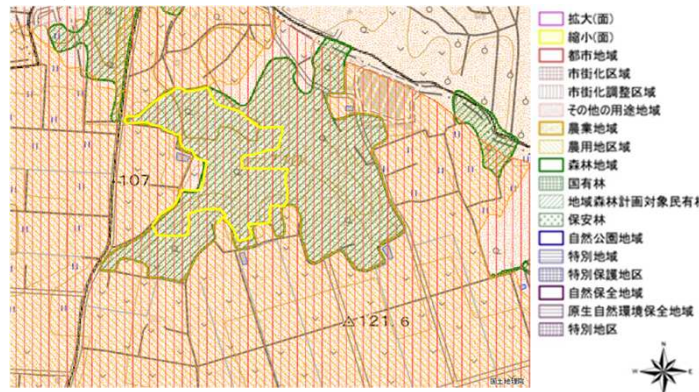 拡大(面)
縮小(面)
都市地域
市街化区域
市街化調整区域
その他の用途地域
農業地域
農用地区域
森林地域
国有林
地域森林計画対象民有林
保安林
自然公園地域
特別地域
特別保護地区
自然保全地域
原生自然環境保全地域
特別地区
107
121.6
国土地理院
N
W
E
S